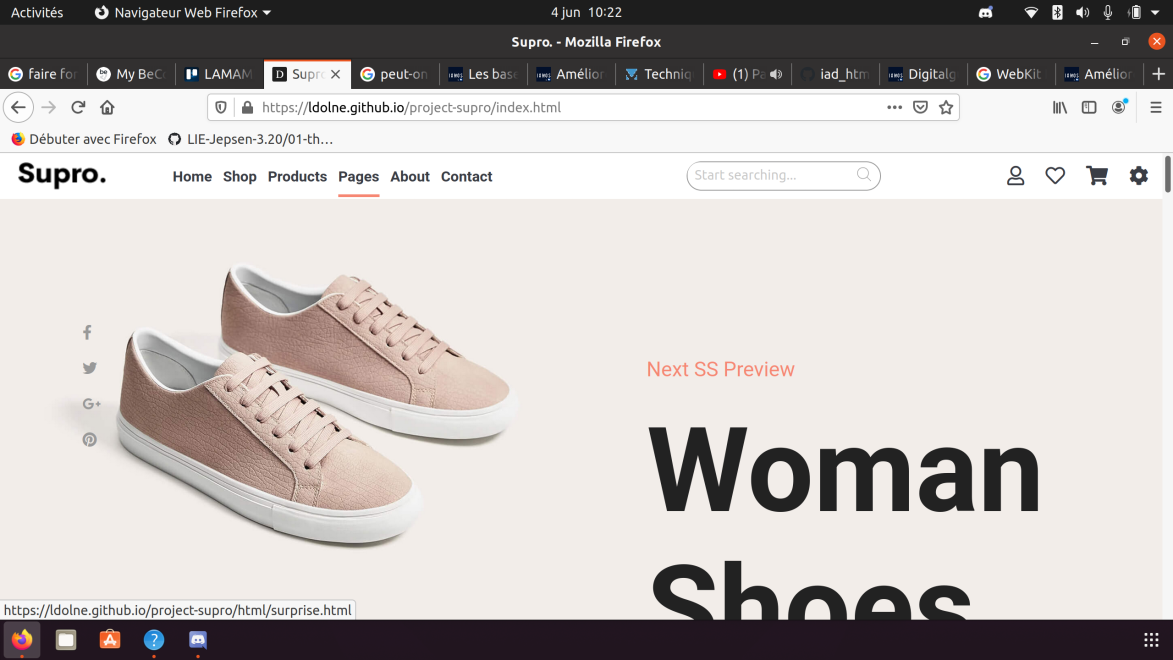 Activités Navigateur Web Firefox 4 jun 10:22
Supro. - Mozilla Firefox
faire for My BeCo LAMAM Supro peut-on Les base Amélior Techniq (1) Pa iad_htm Digitalg WebKit Amélior
https://ldolne.github.io/project-supro/index.html
Débuter avec Firefox LIE-Jepsen-3.20/01-th…
Supro. Home Shop Products Pages About Contact Start searching...
Next SS Preview
Woman
Shoes
https://ldolne.github.io/project-supro/html/surprise.html